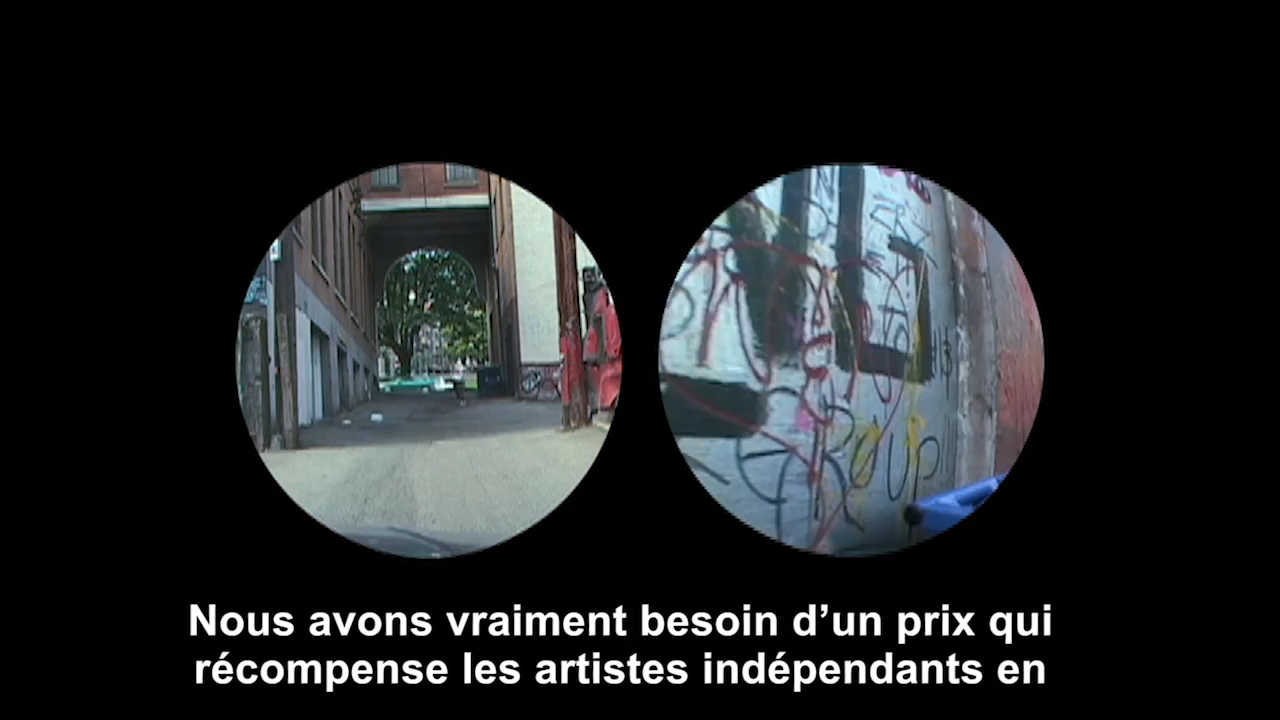 Nous avons vraiment besoin d’un prix qui
récompense les artistes indépendants en